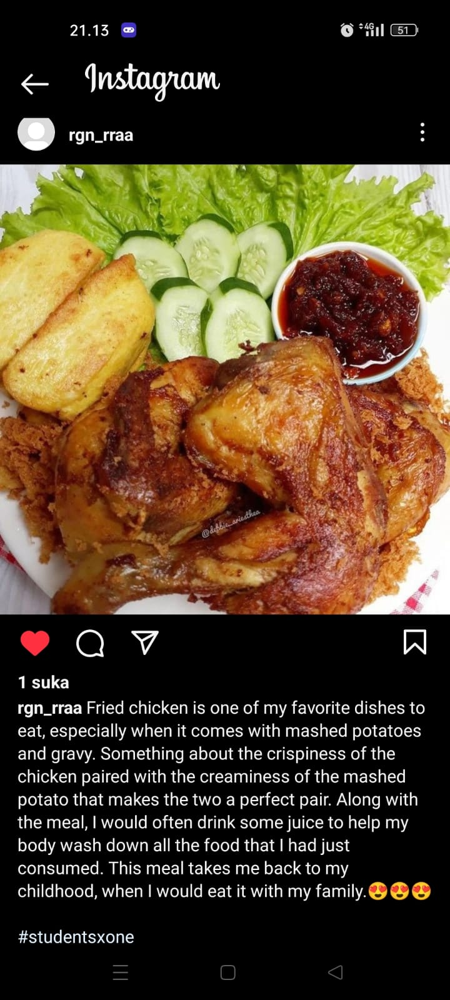 21.13
4G
51
Instagram
rgn_rraa
@debbie_ariesthea
1 suka
rgn_rraa Fried chicken is one of my favorite dishes to
eat, especially when it comes with mashed potatoes
and gravy. Something about the crispiness of the
chicken paired with the creaminess of the mashed
potato that makes the two a perfect pair. Along with
the meal, I would often drink some juice to help my
body wash down all the food that I had just
consumed. This meal takes me back to my
childhood, when I would eat it with my family.😍😍😍
#studentsxone